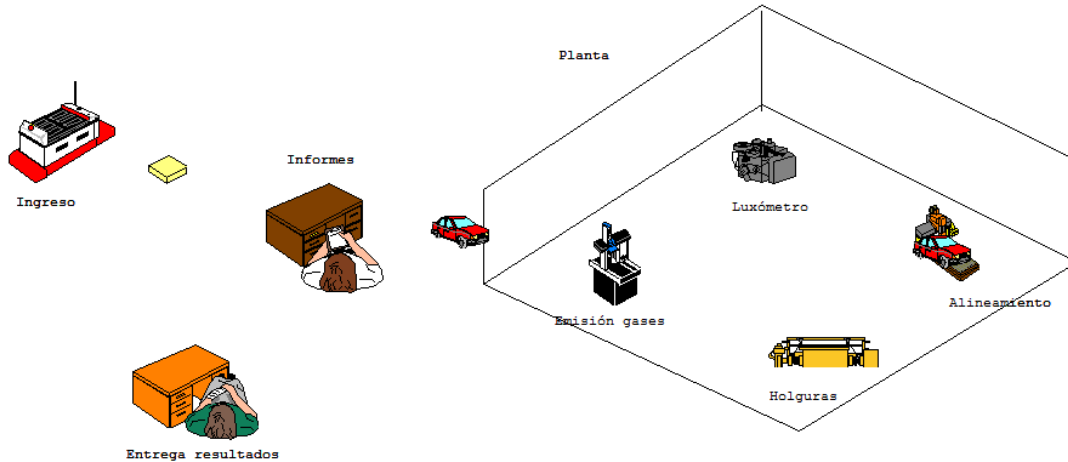 Planta
Informes
Ingreso
Luxómetro
Alineamiento
Emisión gases
Holguras
Entrega resultados